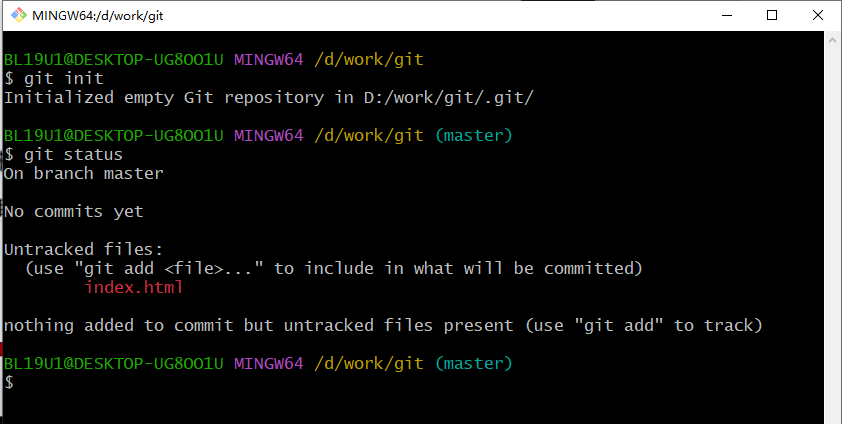 MINGW64:/d/work/git
BL19U1@DESKTOP-UG8OO1U MINGW64 /d/work/git
$ git init
Initialized empty Git repository in D:/work/git/.git/
BL19U1@DESKTOP-UG8OO1U MINGW64 /d/work/git (master)
$ git status
On branch master
No commits yet
Untracked files:
  (use "git add <file>..." to include in what will be committed)
        index.html
nothing added to commit but untracked files present (use "git add" to track)
BL19U1@DESKTOP-UG8OO1U MINGW64 /d/work/git (master)
$